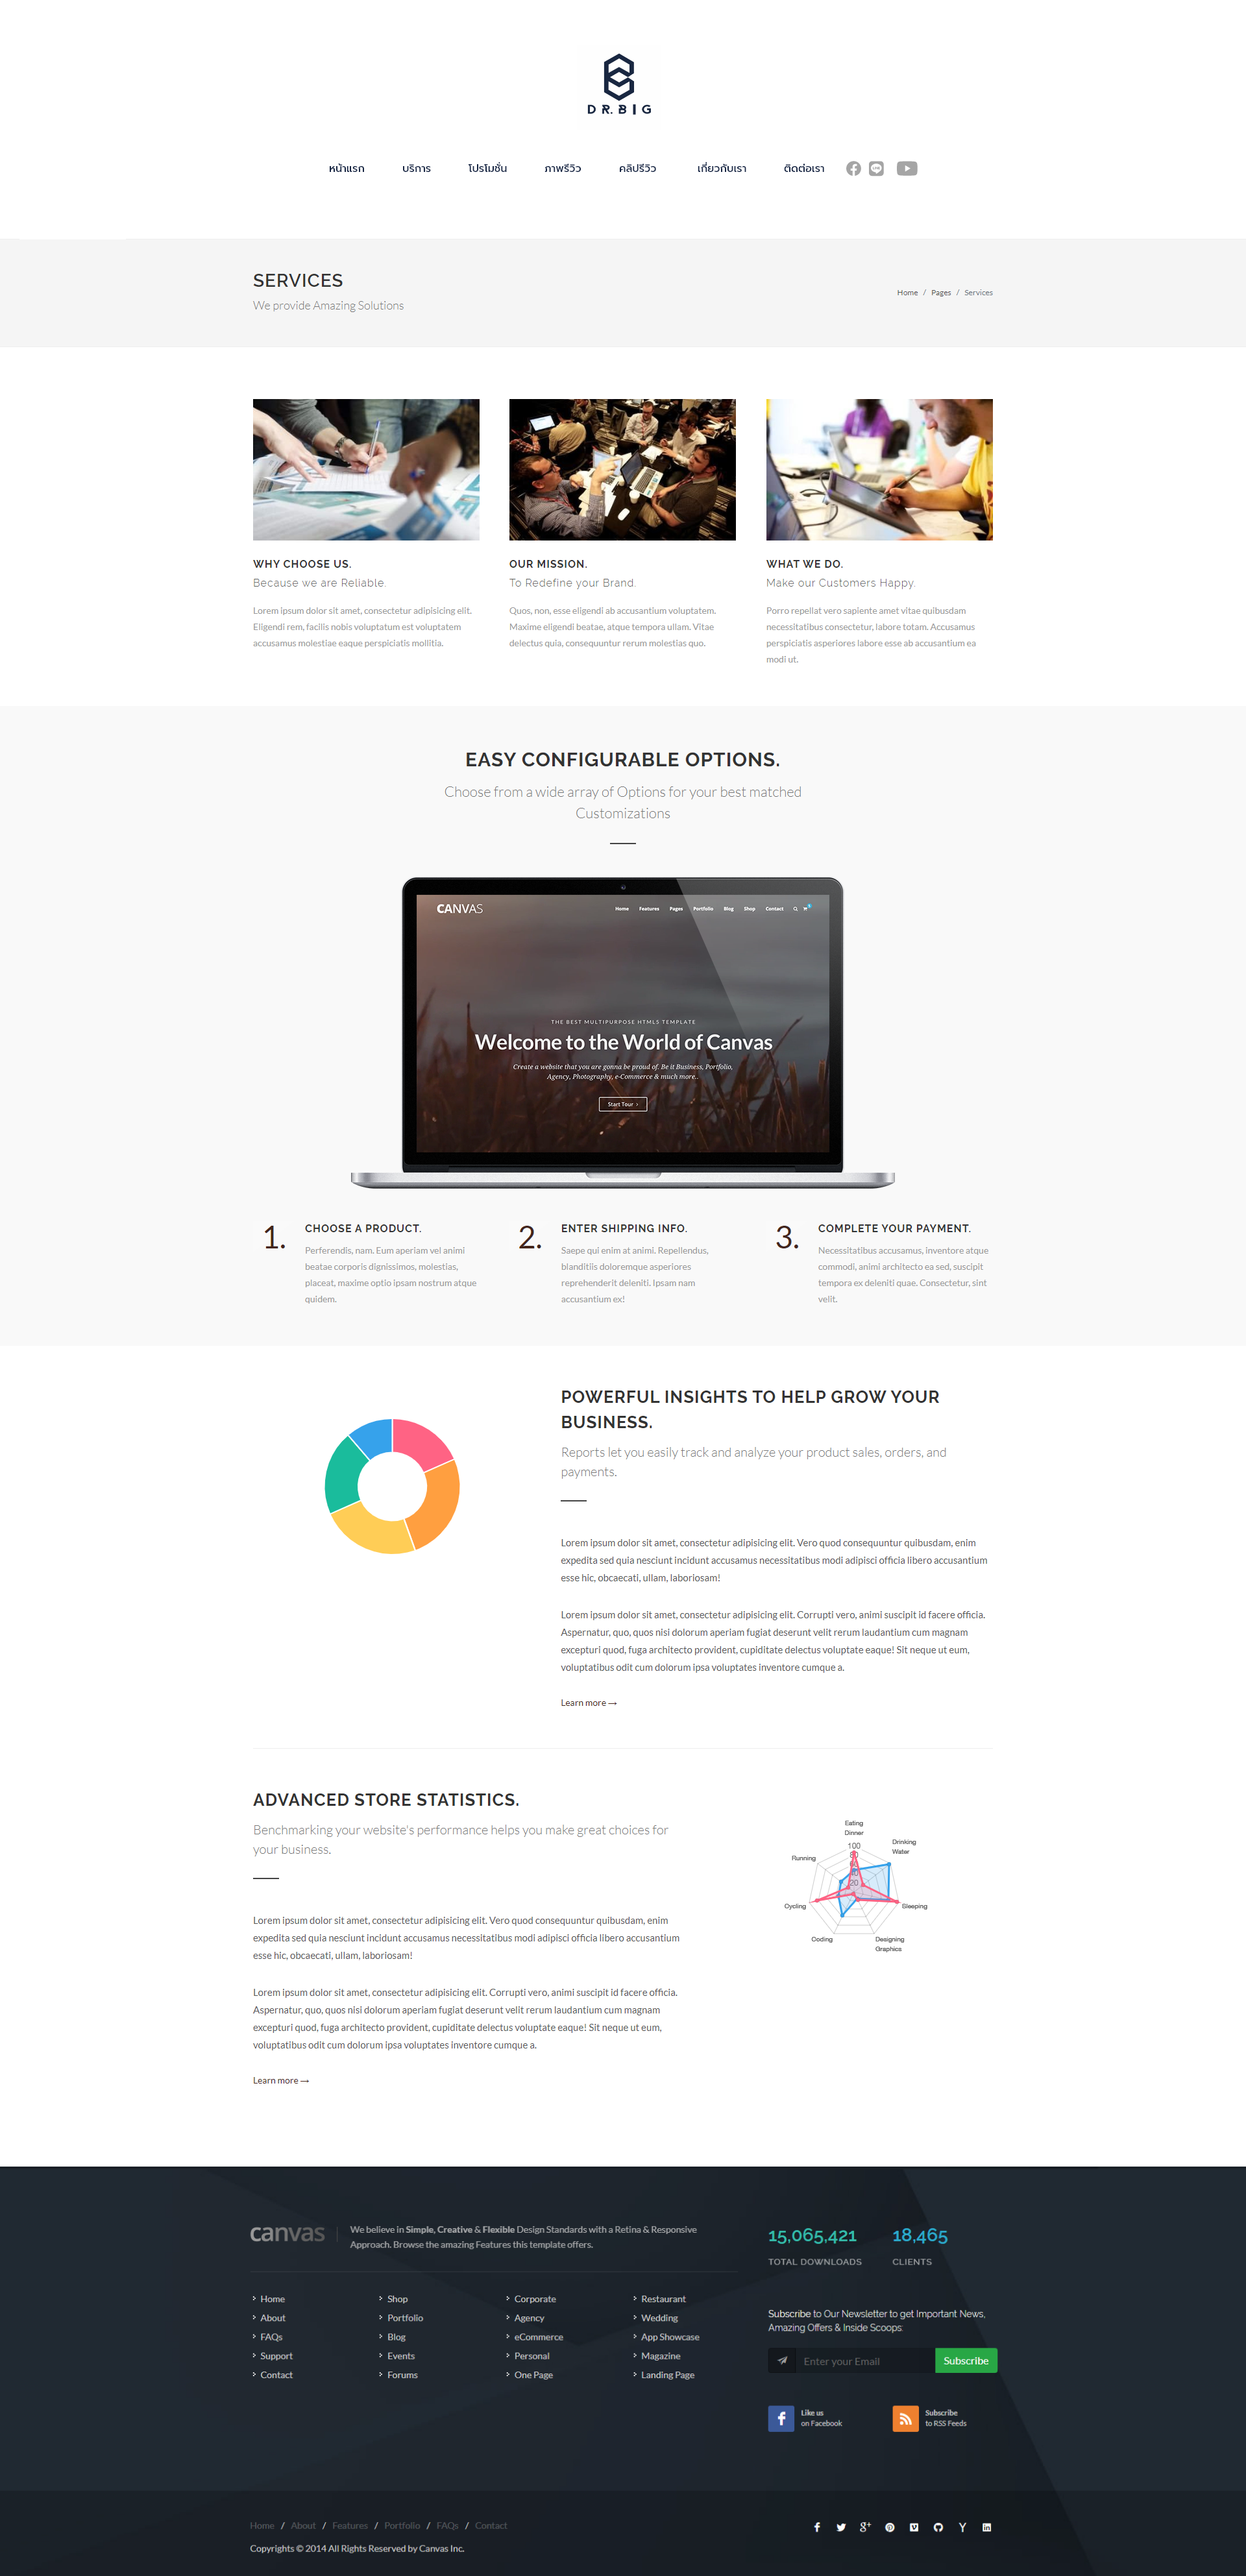 DR. BIG
หน้าแรก บริการ โปรโมชั่น ภาพรีวิว คลิปรีวิว เกี่ยวกับเรา ติดต่อเรา
SERVICES
We provide Amazing Solutions
Home / Pages / Services
WHY CHOOSE US.
Because we are Reliable.
Lorem ipsum dolor sit amet, consectetur adipisicing elit.
Eligendi rem, facilis nobis voluptatum est voluptatem
accusamus molestiae eaque perspiciatis mollitia.
OUR MISSION.
To Redefine your Brand.
Quos, non, esse eligendi ab accusantium voluptatem.
Maxime eligendi beatae, atque tempora ullam. Vitae
delectus quia, consequuntur rerum molestias quo.
WHAT WE DO.
Make our Customers Happy.
Porro repellat vero sapiente amet vitae quibusdam
necessitatibus consectetur, labore totam. Accusamus
perspiciatis asperiores labore esse ab accusantium ea
modi ut.
EASY CONFIGURABLE OPTIONS.
Choose from a wide array of Options for your best matched
Customizations
CANVAS
Home Features Pages Portfolio Blog Shop Contact
THE BEST MULTIPURPOSE HTML5 TEMPLATE
Welcome to the World of Canvas
Create a website that you are gonna be proud of. Be it Business, Portfolio,
Agency, Photography, e-Commerce & much more..
Start Tour ›
1.
CHOOSE A PRODUCT.
Perferendis, nam. Eum aperiam vel animi
beatae corporis dignissimos, molestias,
placeat, maxime optio ipsam nostrum atque
quidem.
2.
ENTER SHIPPING INFO.
Saepe qui enim at animi. Repellendus,
blanditiis doloremque asperiores
reprehenderit deleniti. Ipsam nam
accusantium ex!
3.
COMPLETE YOUR PAYMENT.
Necessitatibus accusamus, inventore atque
commodi, animi architecto ea sed, suscipit
tempora ex deleniti quae. Consectetur, sint
velit.
POWERFUL INSIGHTS TO HELP GROW YOUR
BUSINESS.
Reports let you easily track and analyze your product sales, orders, and
payments.
Lorem ipsum dolor sit amet, consectetur adipisicing elit. Vero quod consequuntur quibusdam, enim
expedita sed quia nesciunt incidunt accusamus necessitatibus modi adipisci officia libero accusantium
esse hic, obcaecati, ullam, laboriosam!
Lorem ipsum dolor sit amet, consectetur adipisicing elit. Corrupti vero, animi suscipit id facere officia.
Aspernatur, quo, quos nisi dolorum aperiam fugiat deserunt velit rerum laudantium cum magnam
excepturi quod, fuga architecto provident, cupiditate delectus voluptate eaque! Sit neque ut eum,
voluptatibus odit cum dolorum ipsa voluptates inventore cumque a.
Learn more →
ADVANCED STORE STATISTICS.
Benchmarking your website's performance helps you make great choices for
your business.
Lorem ipsum dolor sit amet, consectetur adipisicing elit. Vero quod consequuntur quibusdam, enim
expedita sed quia nesciunt incidunt accusamus necessitatibus modi adipisci officia libero accusantium
esse hic, obcaecati, ullam, laboriosam!
Lorem ipsum dolor sit amet, consectetur adipisicing elit. Corrupti vero, animi suscipit id facere officia.
Aspernatur, quo, quos nisi dolorum aperiam fugiat deserunt velit rerum laudantium cum magnam
excepturi quod, fuga architecto provident, cupiditate delectus voluptate eaque! Sit neque ut eum,
voluptatibus odit cum dolorum ipsa voluptates inventore cumque a.
Learn more →
Eating
Dinner
Drinking
Water
Sleeping
Designing
Graphics
Coding
Cycling
Running
100
80
20
canvas
We believe in Simple, Creative & Flexible Design Standards with a Retina & Responsive
Approach. Browse the amazing Features this template offers.
Home
About
FAQs
Support
Contact
Shop
Portfolio
Blog
Events
Forums
Corporate
Agency
eCommerce
Personal
One Page
Restaurant
Wedding
App Showcase
Magazine
Landing Page
15,065,421
TOTAL DOWNLOADS
18,465
CLIENTS
Subscribe to Our Newsletter to get Important News,
Amazing Offers & Inside Scoops:
Enter your Email
Subscribe
Like us
on Facebook
Subscribe
to RSS Feeds
Home / About / Features / Portfolio / FAQs / Contact
Copyrights © 2014 All Rights Reserved by Canvas Inc.